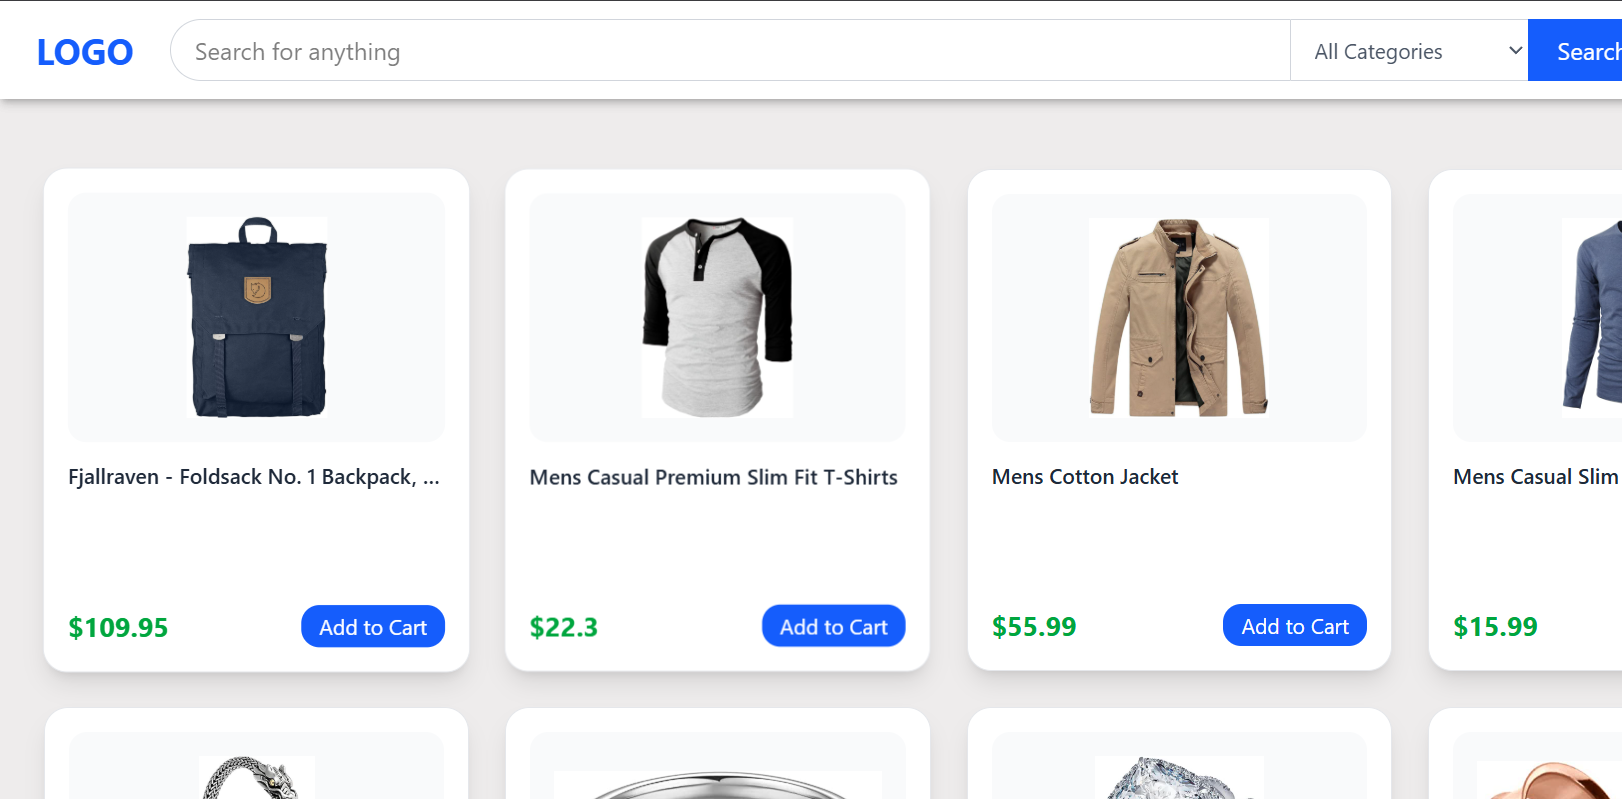 LOGO
Search for anything
All Categories
Search
Fjallraven - Foldsack No. 1 Backpack, ...
Mens Casual Premium Slim Fit T-Shirts
Mens Cotton Jacket
Mens Casual Slim
$109.95
Add to Cart
$22.3
Add to Cart
$55.99
Add to Cart
$15.99